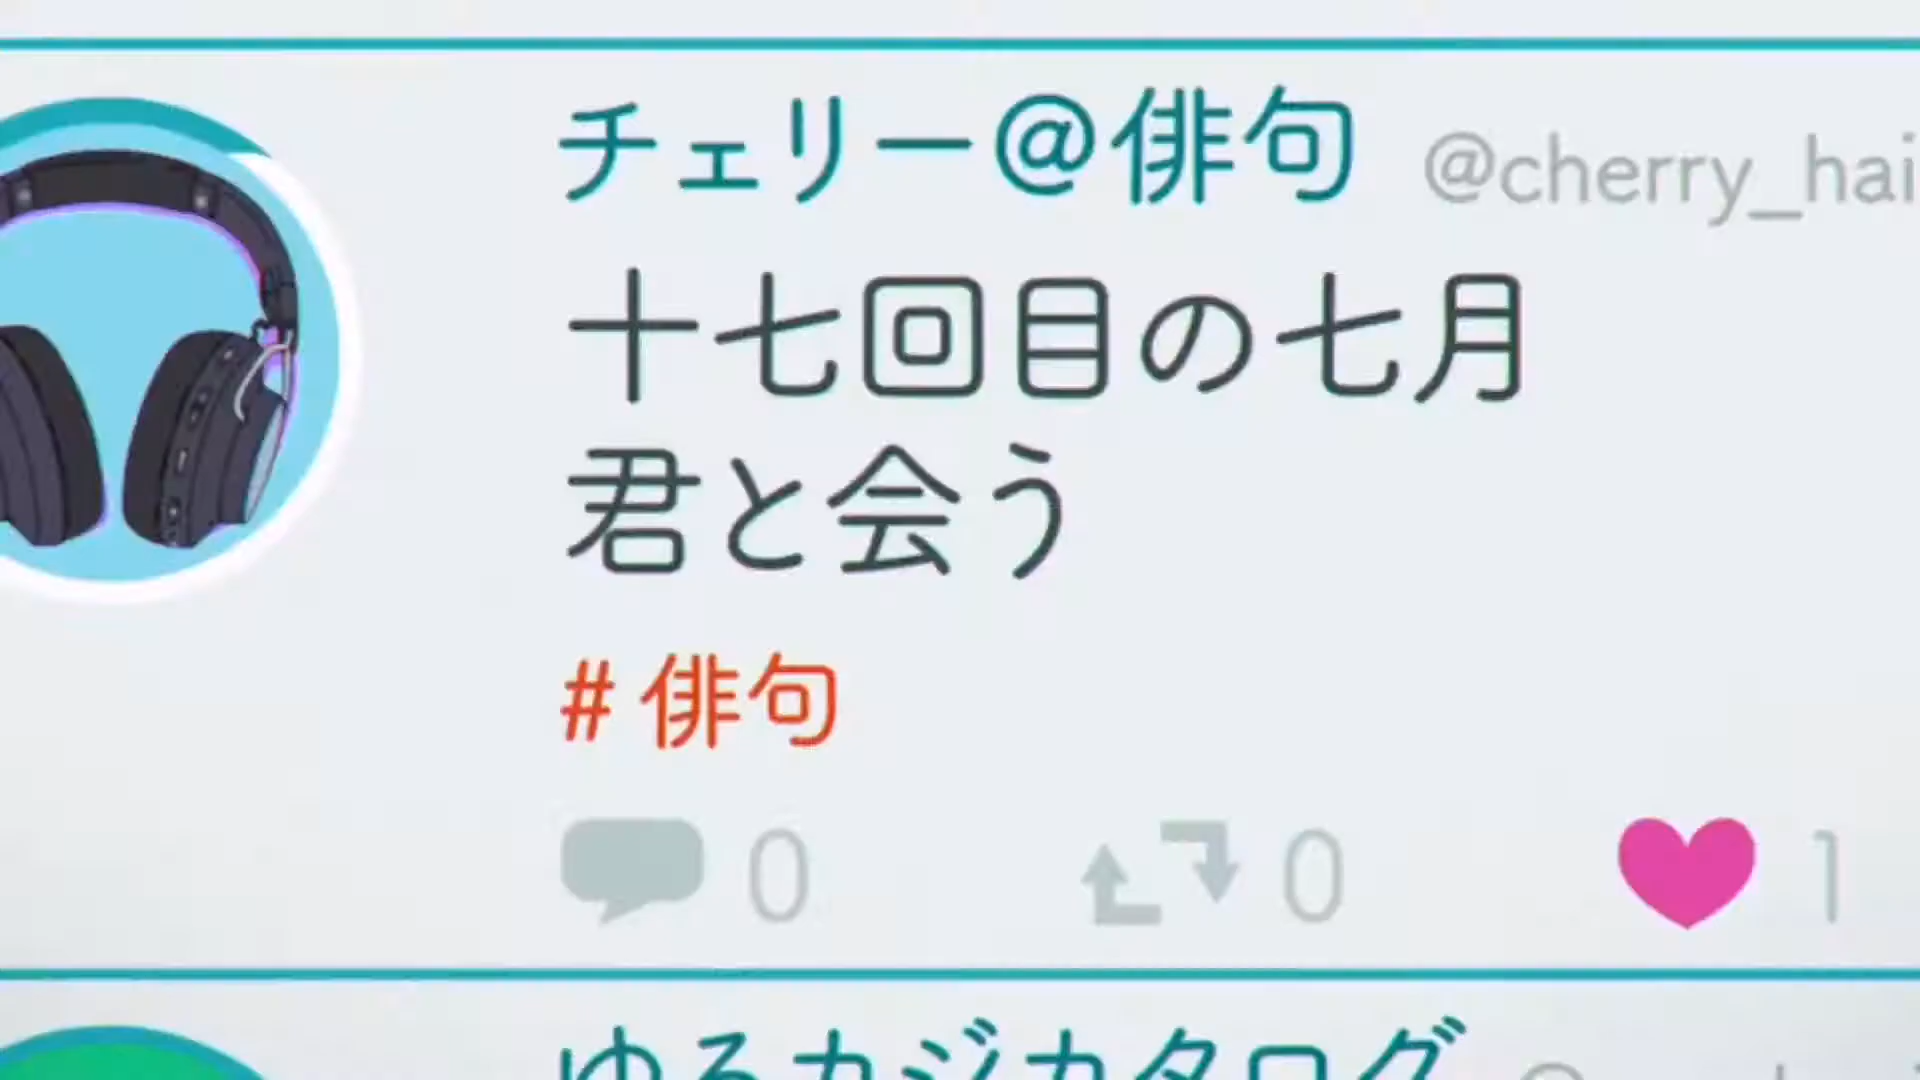 チェリー＠俳句 @cherry_hai
十七回目の七月
君と会う
#俳句
0 0 1
ゆるカジカタログ